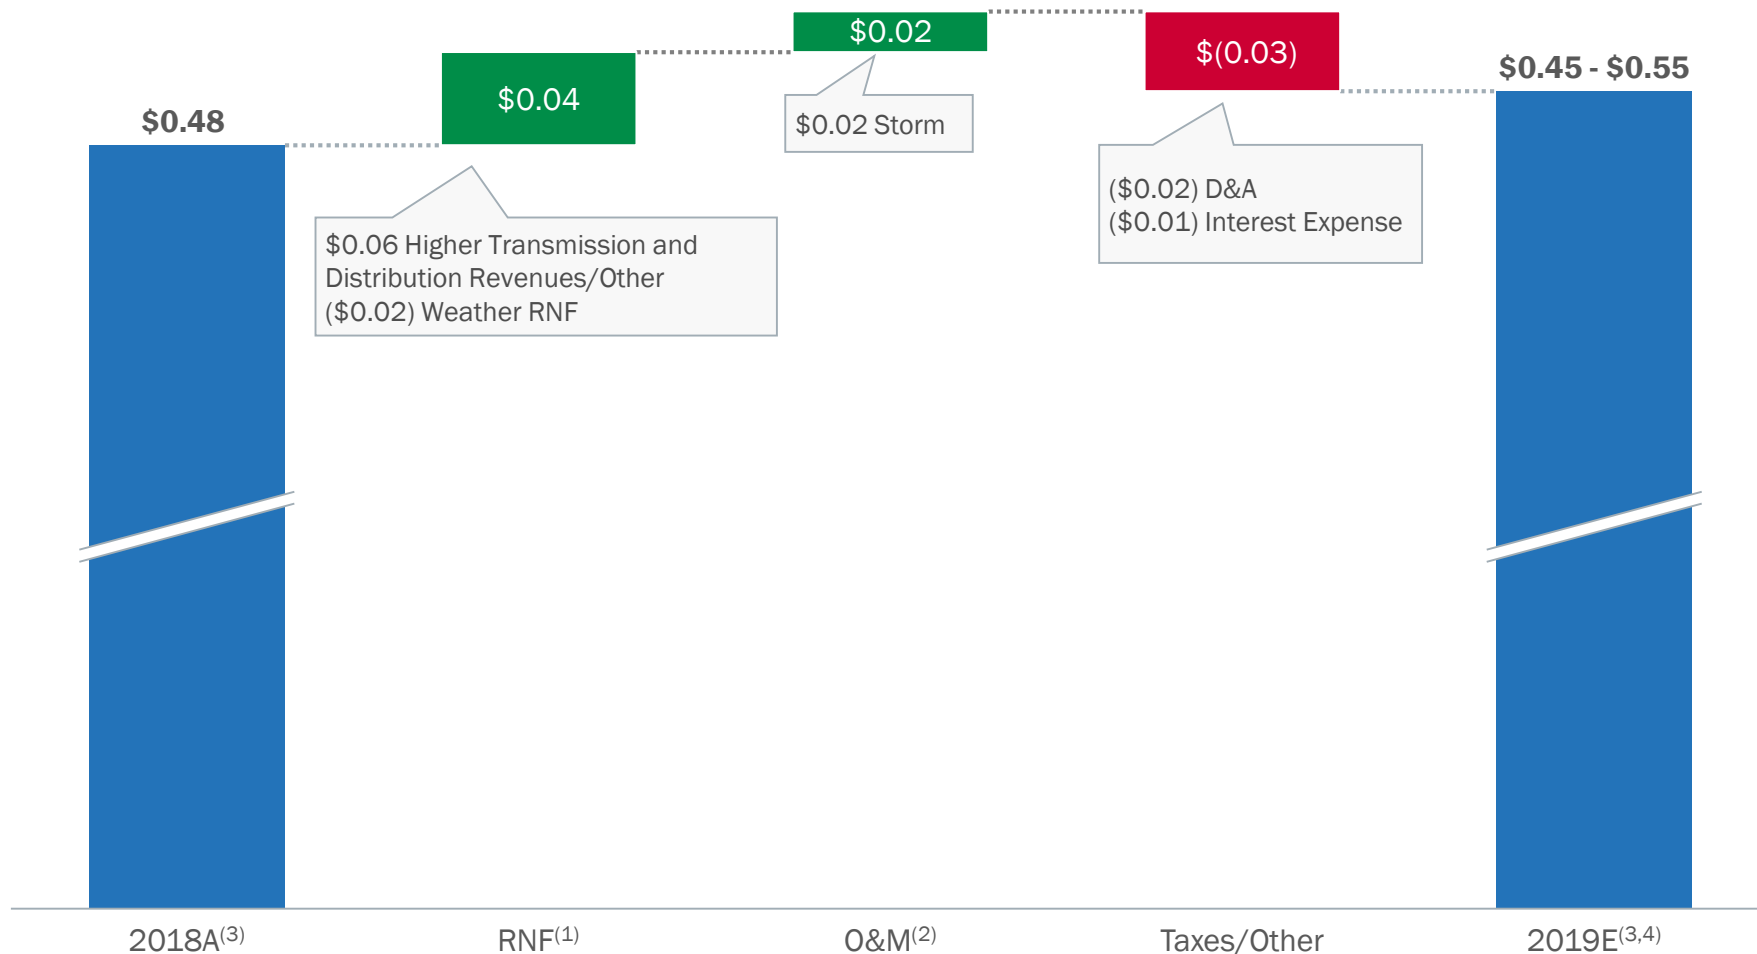 $0.48
$0.04
$0.02
$(0.03)
$0.45 - $0.55
$0.06 Higher Transmission and
Distribution Revenues/Other
($0.02) Weather RNF
$0.02 Storm
($0.02) D&A
($0.01) Interest Expense
2018A(3)
RNF(1)
O&M(2)
Taxes/Other
2019E(3,4)